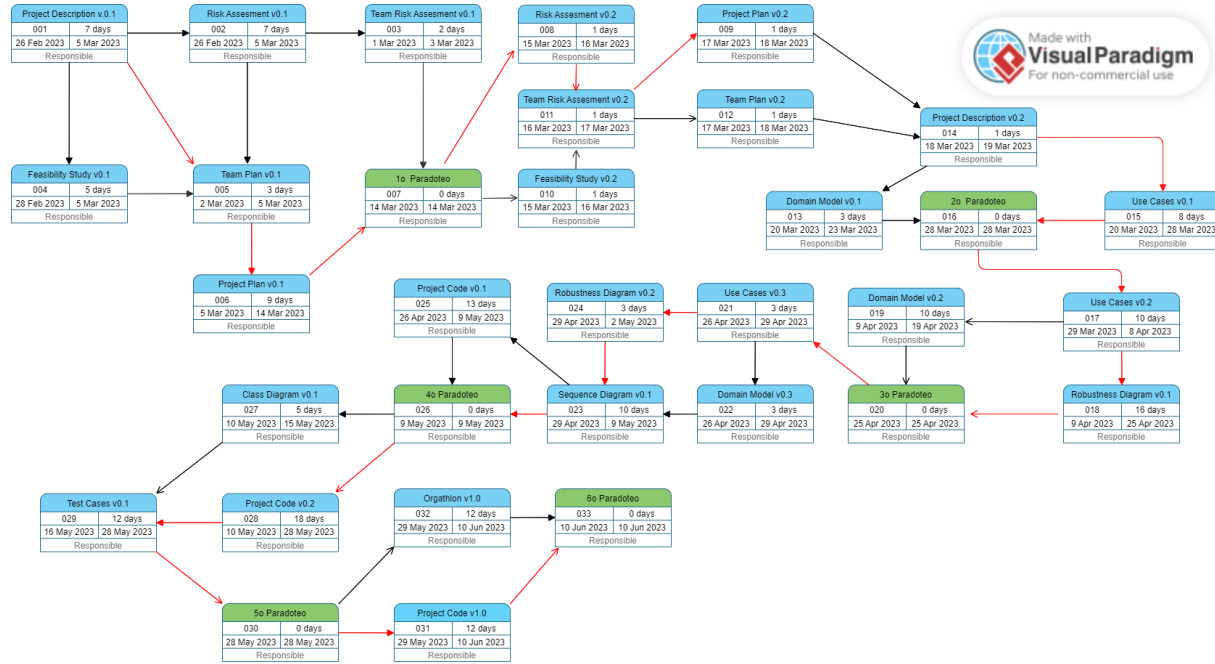 Project Description v.0.1
001 7 days
26 Feb 2023 5 Mar 2023
Responsible
Risk Assesment v0.1
002 7 days
26 Feb 2023 5 Mar 2023
Responsible
Team Risk Assesment v0.1
003 2 days
1 Mar 2023 3 Mar 2023
Responsible
Risk Assesment v0.2
008 1 days
15 Mar 2023 16 Mar 2023
Responsible
Project Plan v0.2
009 1 days
17 Mar 2023 18 Mar 2023
Responsible
Made with
Visual Paradigm
For non-commercial use
Team Risk Assesment v0.2
011 1 days
16 Mar 2023 17 Mar 2023
Responsible
Team Plan v0.2
012 1 days
17 Mar 2023 18 Mar 2023
Responsible
Project Description v0.2
014 1 days
18 Mar 2023 19 Mar 2023
Responsible
Feasibility Study v0.1
004 5 days
28 Feb 2023 5 Mar 2023
Responsible
Team Plan v0.1
005 3 days
2 Mar 2023 5 Mar 2023
Responsible
1o Paradoteo
007 0 days
14 Mar 2023 14 Mar 2023
Responsible
Feasibility Study v0.2
010 1 days
15 Mar 2023 16 Mar 2023
Responsible
Domain Model v0.1
013 3 days
20 Mar 2023 23 Mar 2023
Responsible
2o Paradoteo
016 0 days
28 Mar 2023 28 Mar 2023
Responsible
Use Cases v0.1
015 8 days
20 Mar 2023 28 Mar 2023
Responsible
Project Plan v0.1
006 9 days
5 Mar 2023 14 Mar 2023
Responsible
Project Code v0.1
025 13 days
26 Apr 2023 9 May 2023
Responsible
Robustness Diagram v0.2
024 3 days
29 Apr 2023 2 May 2023
Responsible
Use Cases v0.3
021 3 days
26 Apr 2023 29 Apr 2023
Responsible
Domain Model v0.2
019 10 days
9 Apr 2023 19 Apr 2023
Responsible
Use Cases v0.2
017 10 days
29 Mar 2023 8 Apr 2023
Responsible
Class Diagram v0.1
027 5 days
10 May 2023 15 May 2023
Responsible
4o Paradoteo
026 0 days
9 May 2023 9 May 2023
Responsible
Sequence Diagram v0.1
023 10 days
29 Apr 2023 9 May 2023
Responsible
Domain Model v0.3
022 3 days
26 Apr 2023 29 Apr 2023
Responsible
3o Paradoteo
020 0 days
25 Apr 2023 25 Apr 2023
Responsible
Robustness Diagram v0.1
018 16 days
9 Apr 2023 25 Apr 2023
Responsible
Test Cases v0.1
029 12 days
16 May 2023 28 May 2023
Responsible
Project Code v0.2
028 18 days
10 May 2023 28 May 2023
Responsible
Orgathlon v1.0
032 12 days
29 May 2023 10 Jun 2023
Responsible
6o Paradoteo
033 0 days
10 Jun 2023 10 Jun 2023
Responsible
5o Paradoteo
030 0 days
28 May 2023 28 May 2023
Responsible
Project Code v1.0
031 12 days
29 May 2023 10 Jun 2023
Responsible